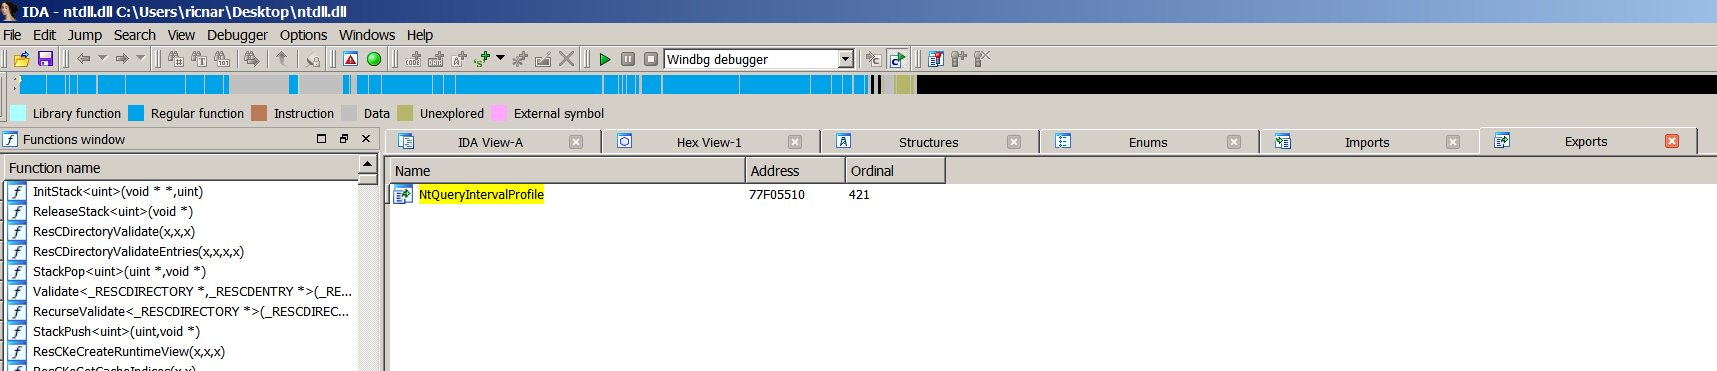 IDA - ntdll.dll C:\Users\ricnar\Desktop\ntdll.dll
File Edit Jump Search View Debugger Options Windows Help
Windbg debugger
Library function Regular function Instruction Data Unexplored External symbol
Functions window
IDA View-A Hex View-1 Structures Enums Imports Exports
Function name
Name Address Ordinal
NtQueryIntervalProfile 77F05510 421
InitStack<uint>(void * *,uint)
ReleaseStack<uint>(void *)
ResCDirectoryValidate(x,x,x)
ResCDirectoryValidateEntries(x,x,x,x)
StackPop<uint>(uint *,void *)
Validate<_RESCDIRECTORY *,_RESCDENTRY *>(_RE...
RecurseValidate<_RESCDIRECTORY *>(_RESCDIREC...
StackPush<uint>(uint,void *)
ResCKeCreateRuntimeView(x,x,x)